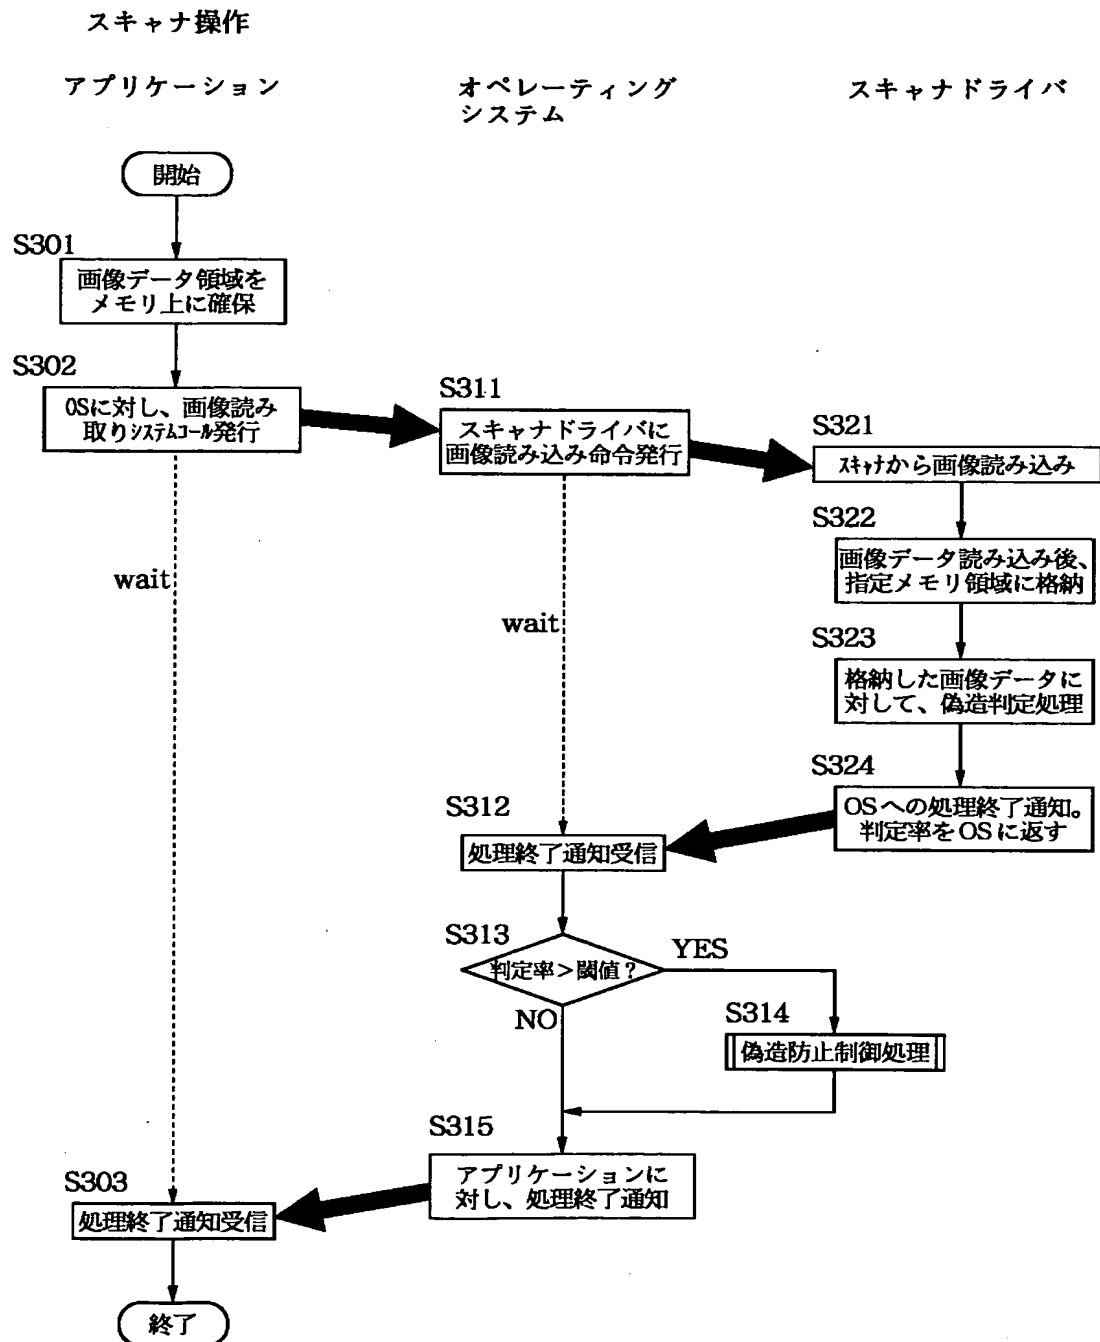 スキャナ操作
アプリケーション
オペレーティング
システム
スキャナドライバ
開始
S301
画像データ領域を
メモリ上に確保
S302
OSに対し、画像読み
取りｼｽﾃﾑｺｰﾙ発行
S311
スキャナドライバに
画像読み込み命令発行
S321
ｽｷｬﾅから画像読み込み
S322
画像データ読み込み後、
指定メモリ領域に格納
wait
wait
S323
格納した画像データに
対して、偽造判定処理
S324
OSへの処理終了通知。
判定率をOSに返す
S312
処理終了通知受信
S313
判定率＞閾値？
YES
NO
S314
偽造防止制御処理
S315
アプリケーションに
対し、処理終了通知
S303
処理終了通知受信
終了